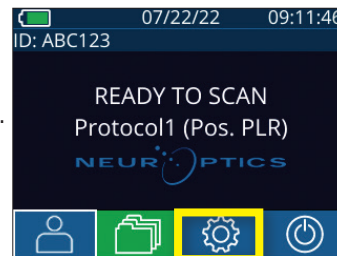 07/22/22 09:11:46
ID: ABC123
READY TO SCAN
Protocol1 (Pos. PLR)
NEUROPTICS